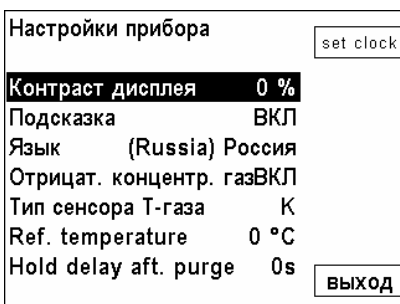 Настройки прибора
set clock
Контраст дисплея 0 %
Подсказка ВКЛ
Язык (Russia) Россия
Отрицат. концентр. газВКЛ
Тип сенсора Т-газа K
Ref. temperature 0 °C
Hold delay aft. purge 0s
выход